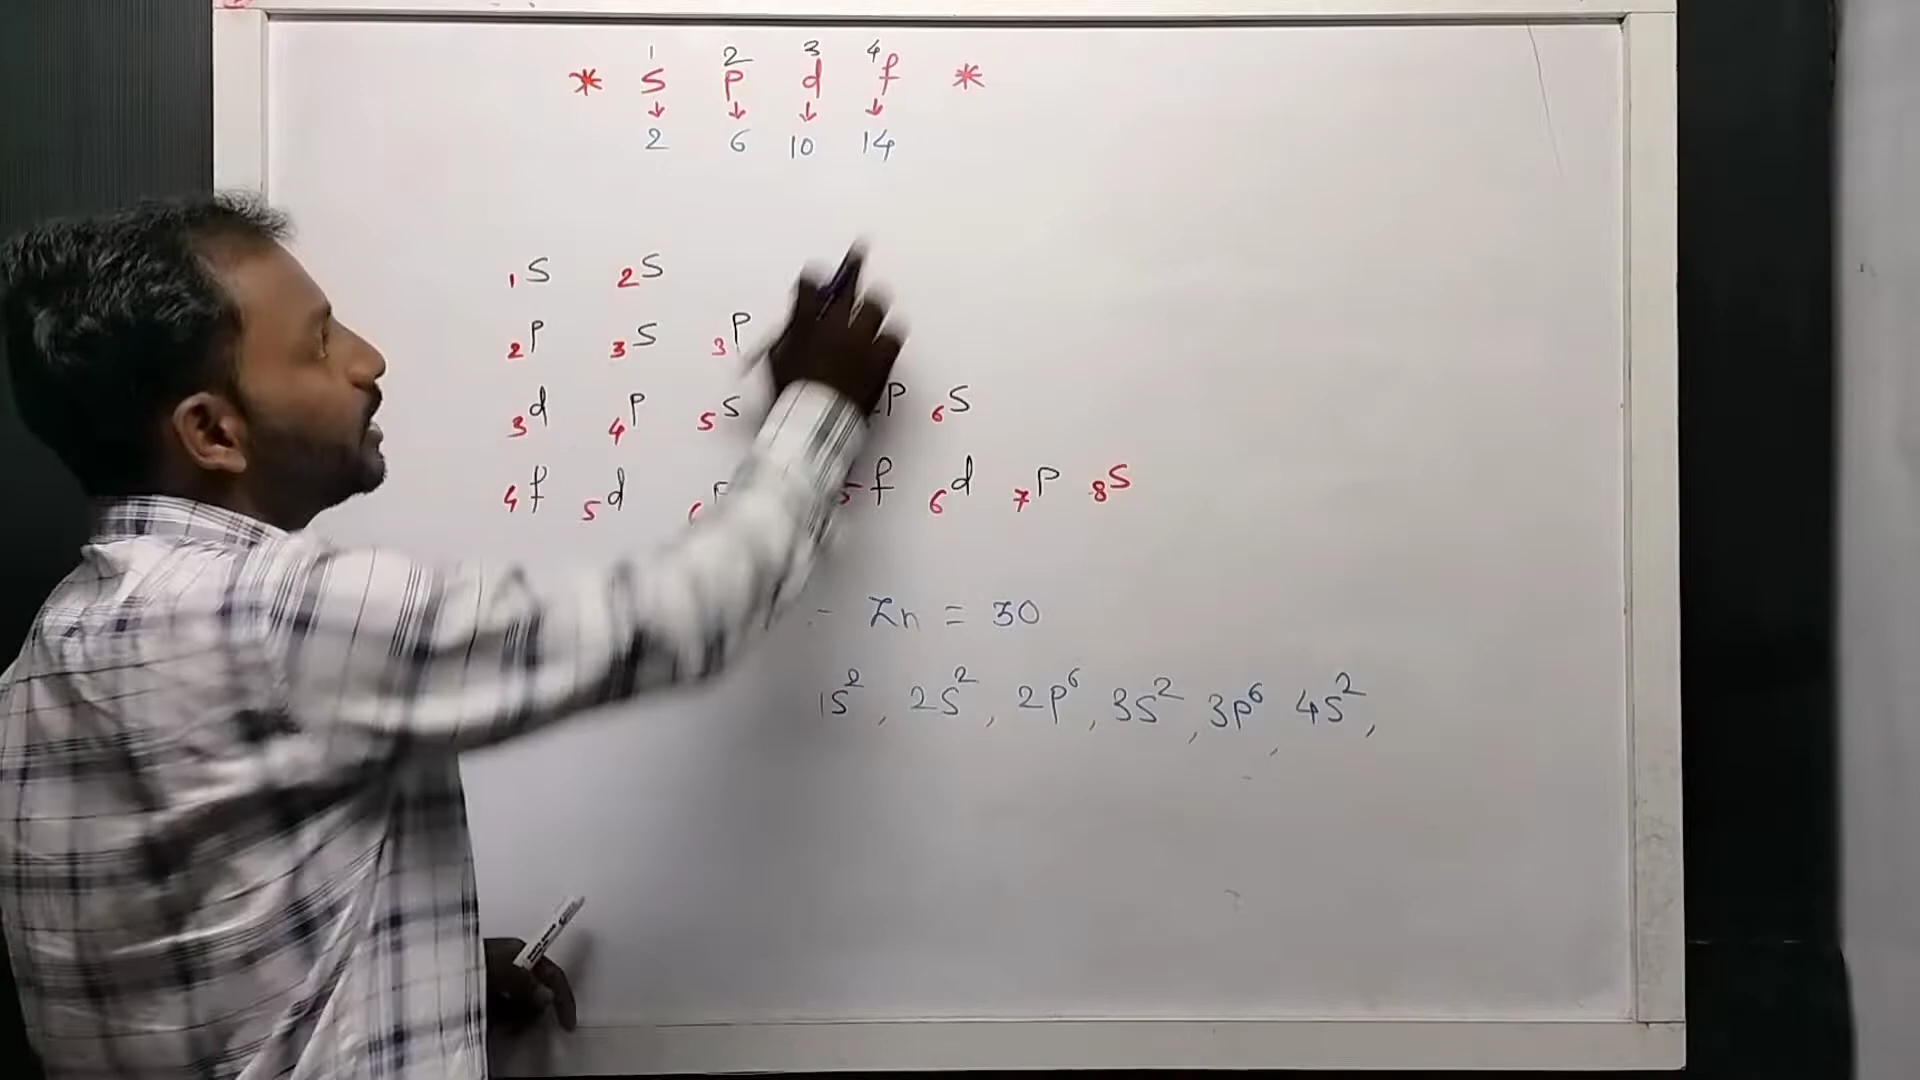 1 2 3 4
* s p d f *
↓ ↓ ↓ ↓
2 6 10 14
1s 2s
2p 3s 3p
3d 4p 5s p 6s
4f 5d 5f 6d 7p 8s
:- Zn = 30
1s², 2s², 2p⁶, 3s², 3p⁶, 4s²,